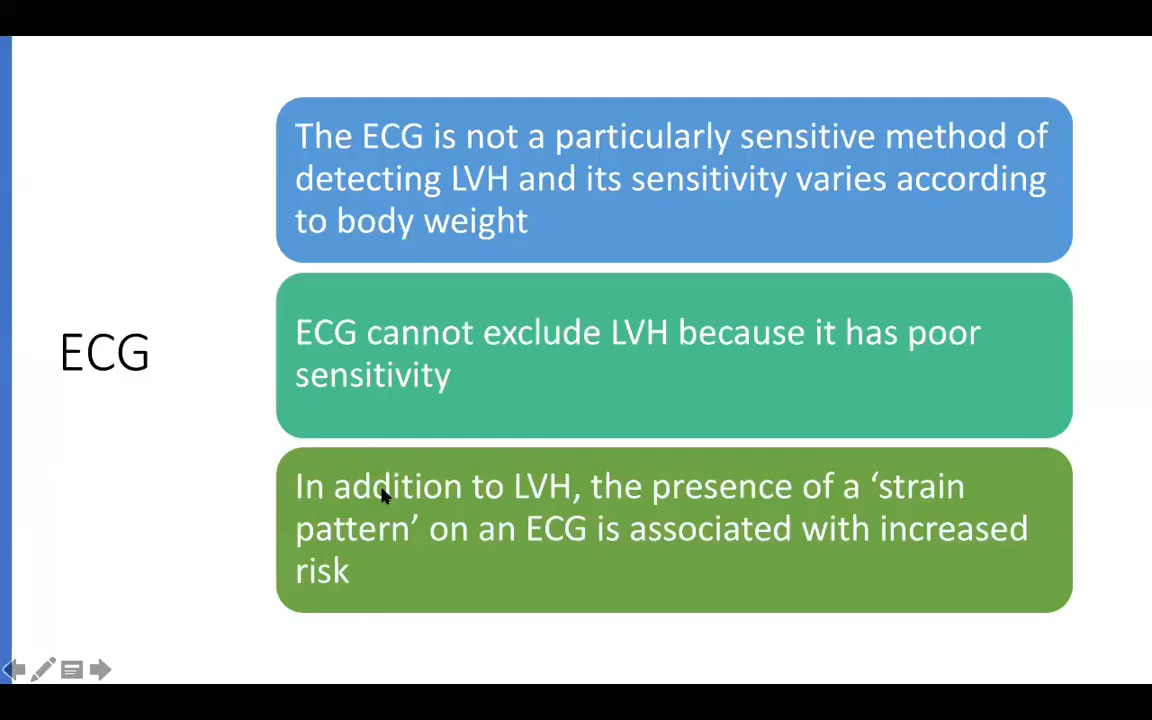 ECG
The ECG is not a particularly sensitive method of
detecting LVH and its sensitivity varies according
to body weight
ECG cannot exclude LVH because it has poor
sensitivity
In addition to LVH, the presence of a ‘strain
pattern’ on an ECG is associated with increased
risk